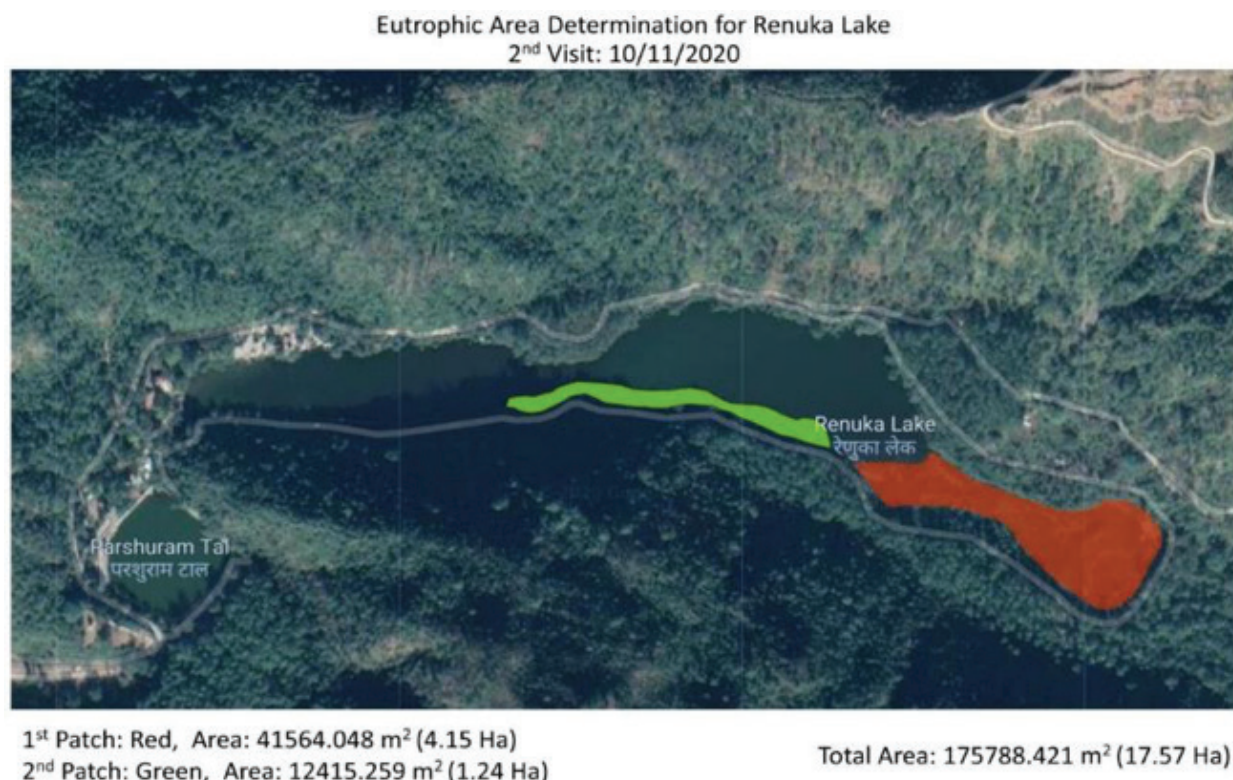 Eutrophic Area Determination for Renuka Lake
2nd Visit: 10/11/2020
Renuka Lake
रेणुका लेक
Parshuram Tal
परशुराम टाल
1st Patch: Red, Area: 41564.048 m² (4.15 Ha)
2nd Patch: Green, Area: 12415.259 m² (1.24 Ha)
Total Area: 175788.421 m² (17.57 Ha)